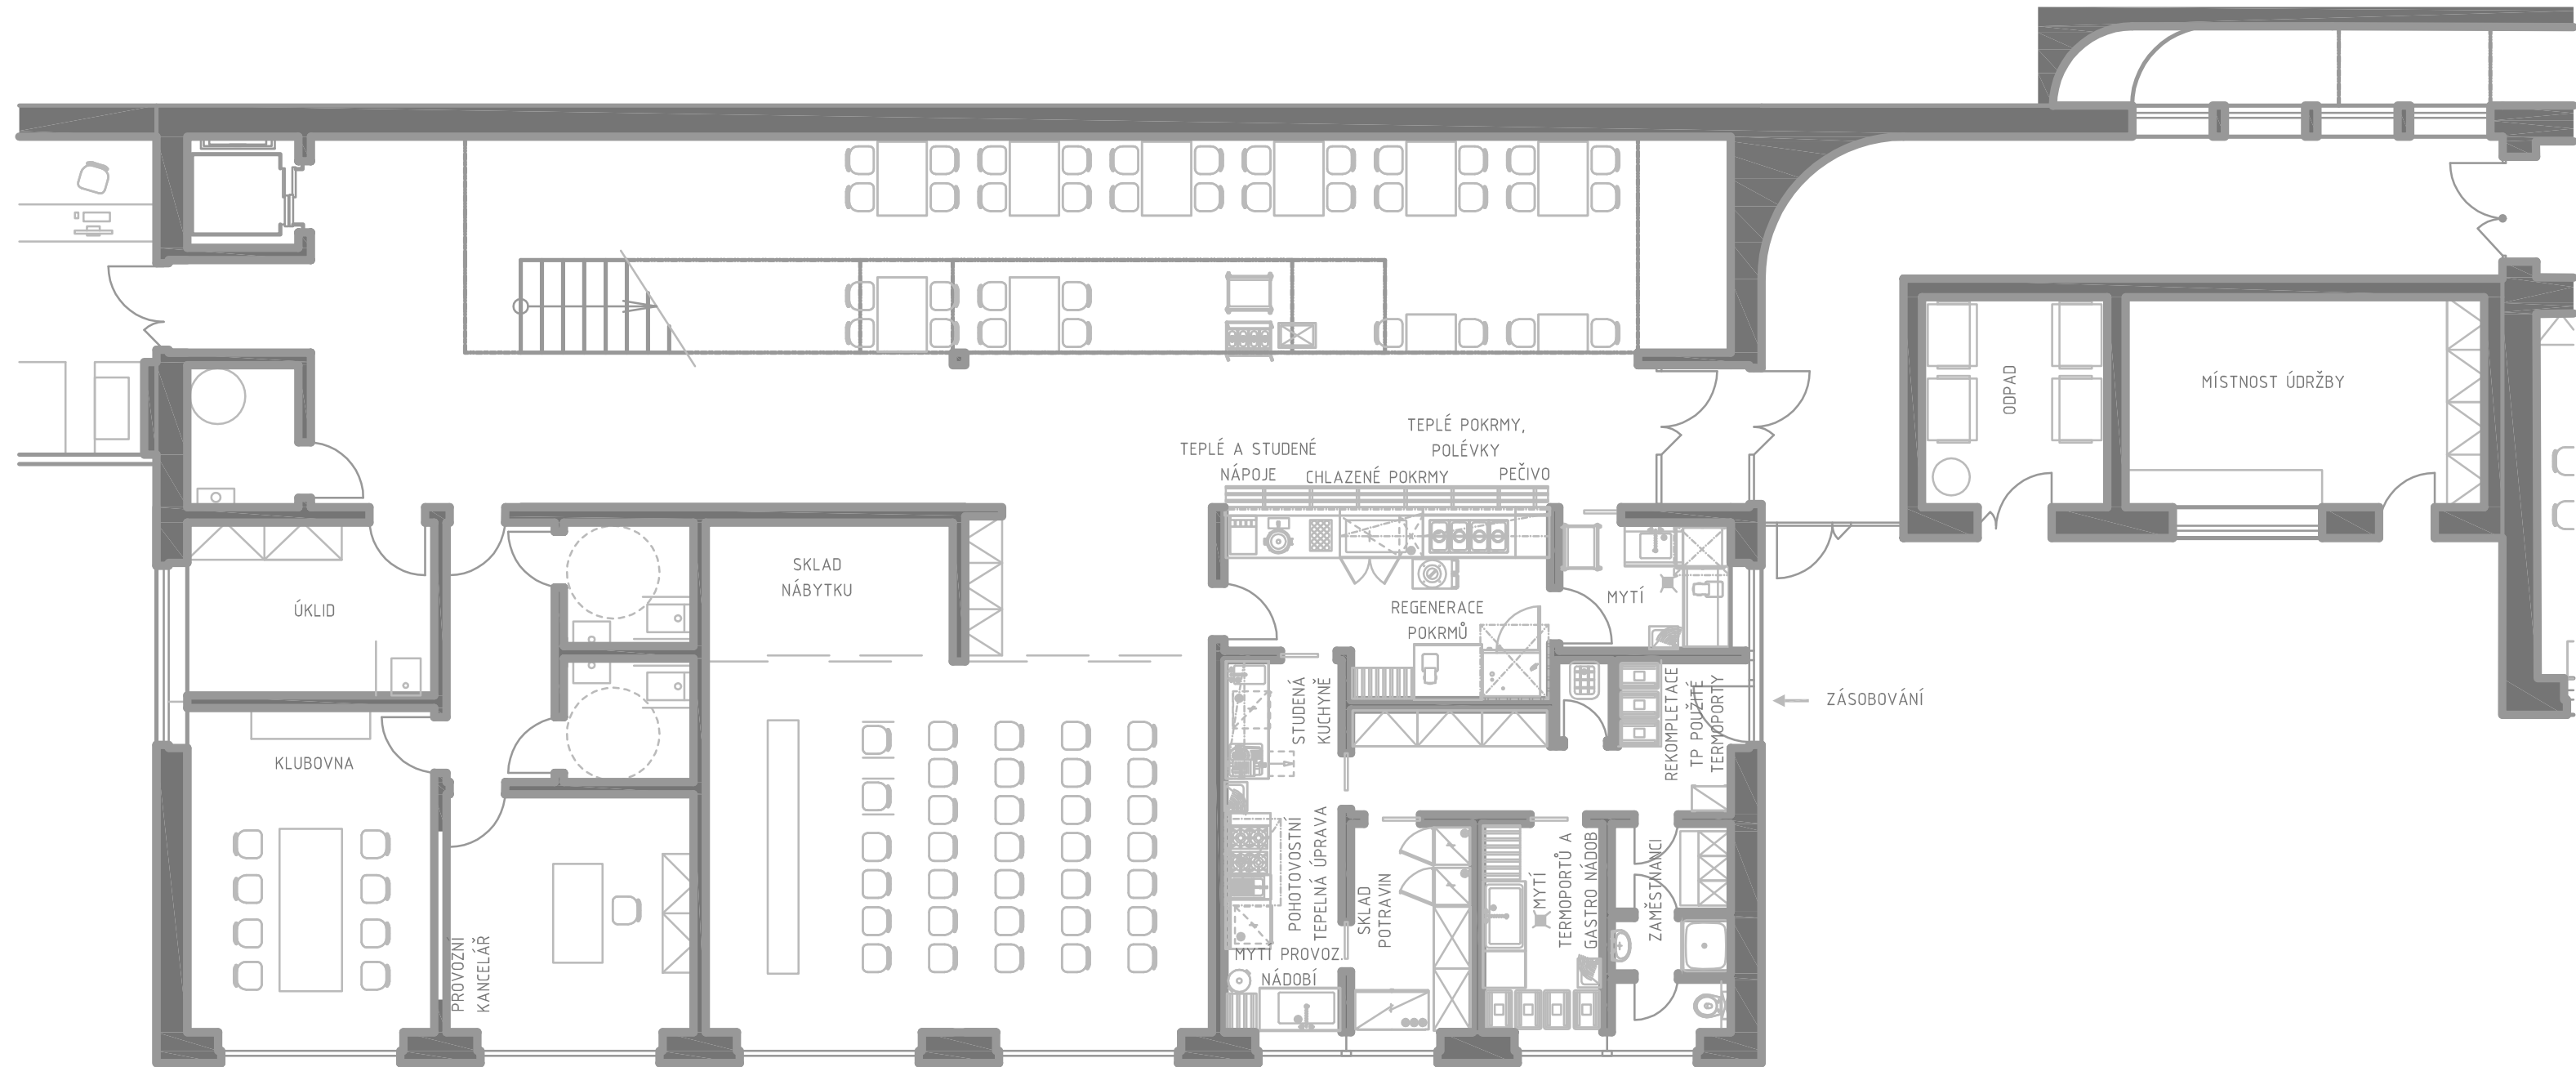 TEPLÉ POKRMY,
POLÉVKY
TEPLÉ A STUDENÉ
NÁPOJE
CHLAZENÉ POKRMY
PEČIVO
ODPAD
MÍSTNOST ÚDRŽBY
SKLAD
NÁBYTKU
ÚKLID
REGENERACE
POKRMŮ
MYTÍ
STUDENÁ
KUCHYNĚ
REKOMPLETACE
TP POUŽITÉ
TERMOPORTY
ZÁSOBOVÁNÍ
KLUBOVNA
POHOTOVOSTNÍ
TEPELNÁ ÚPRAVA
SKLAD
POTRAVIN
MYTÍ
TERMOPORTŮ A
GASTRO NÁDOB
ZAMĚSTNANCI
PROVOZNÍ
KANCELÁŘ
MYTÍ PROVOZ.
NÁDOBÍ